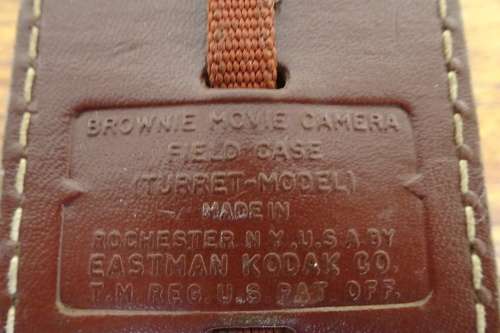 BROWNIE MOVIE CAMERA
FIELD CASE
(TURRET-MODEL)
MADE IN
ROCHESTER N.Y., U.S.A BY
EASTMAN KODAK CO.
T.M. REG. U.S. PAT. OFF.